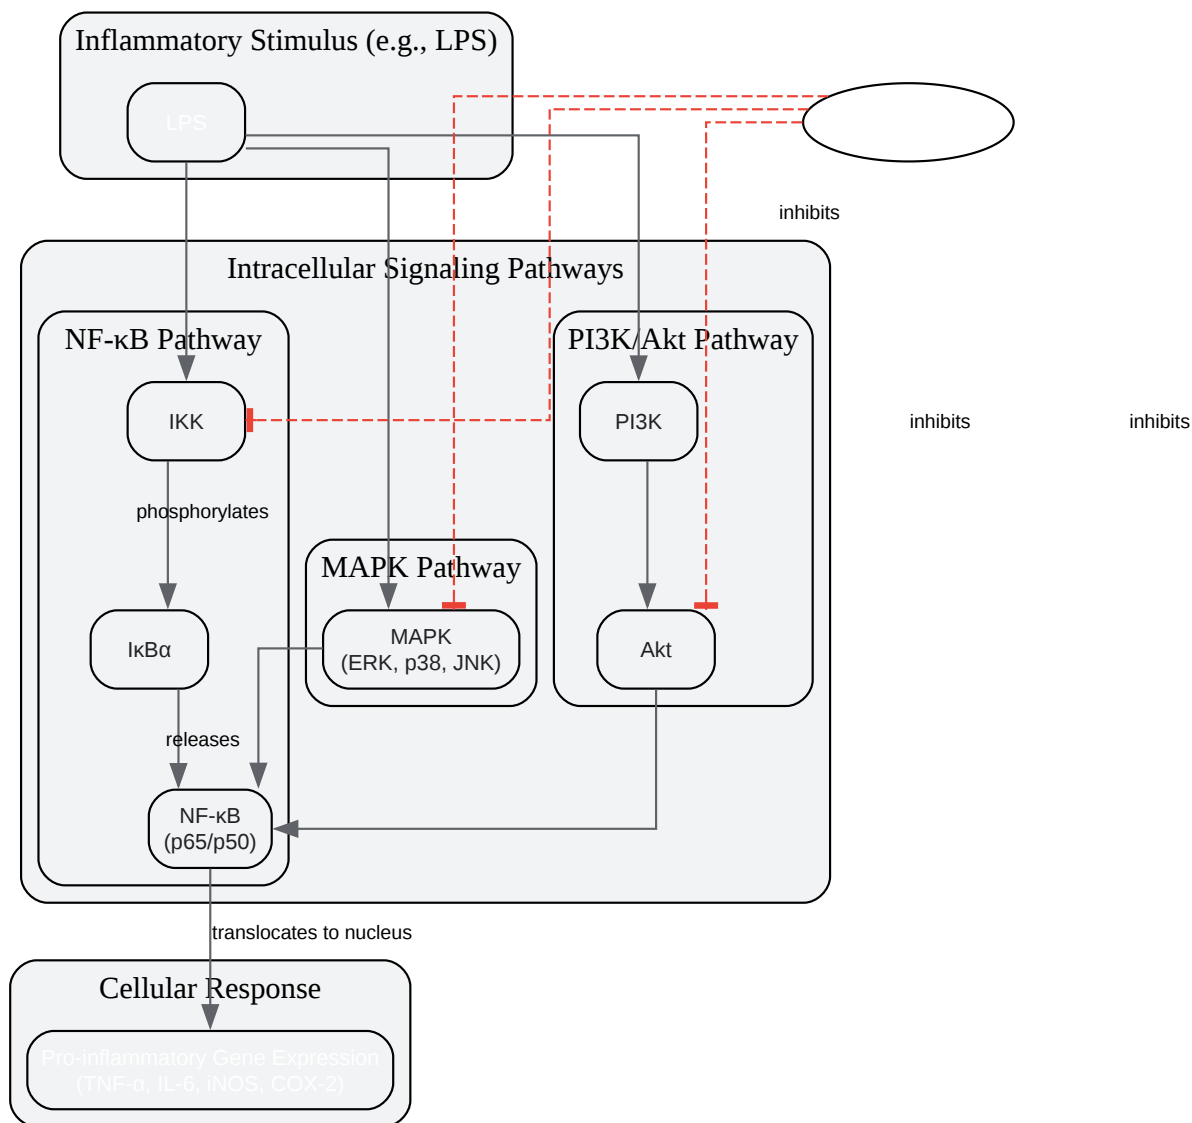 Inflammatory Stimulus (e.g., LPS)
LPS
inhibits
Intracellular Signaling Pathways
NF-κB Pathway
PI3K/Akt Pathway
IKK
PI3K
inhibits
inhibits
phosphorylates
MAPK Pathway
IκBα
MAPK
(ERK, p38, JNK)
Akt
releases
NF-κB
(p65/p50)
translocates to nucleus
Cellular Response
Pro-inflammatory Gene Expression
(TNF-α, IL-6, iNOS, COX-2)